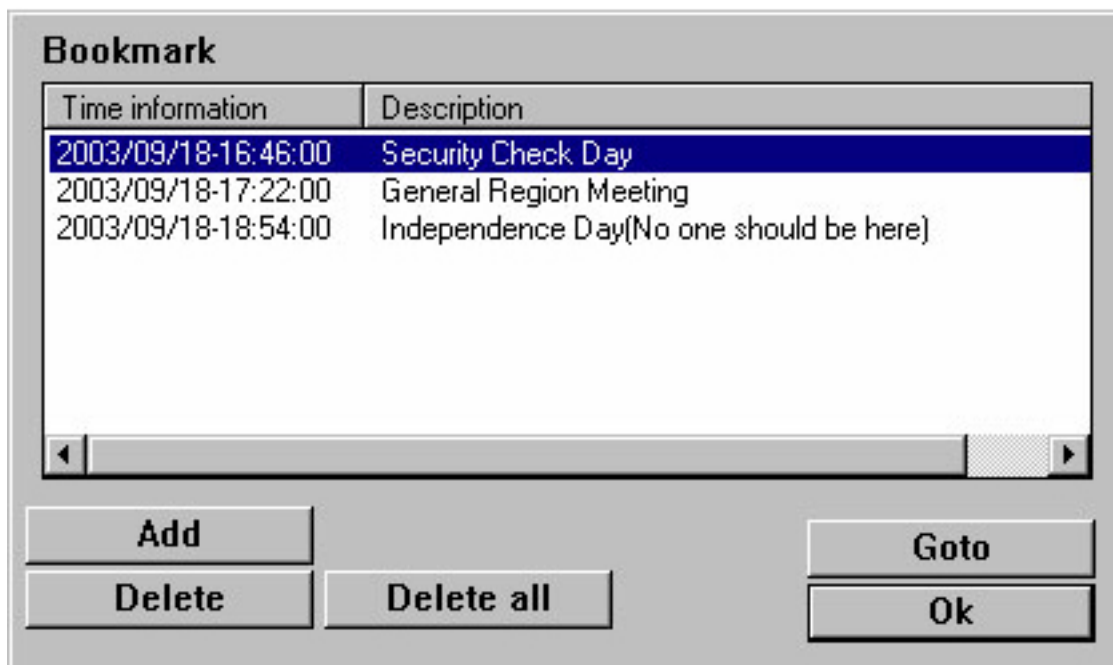 Bookmark
Time information Description
2003/09/18-16:46:00 Security Check Day
2003/09/18-17:22:00 General Region Meeting
2003/09/18-18:54:00 Independence Day(No one should be here)
Add
Goto
Delete Delete all
Ok